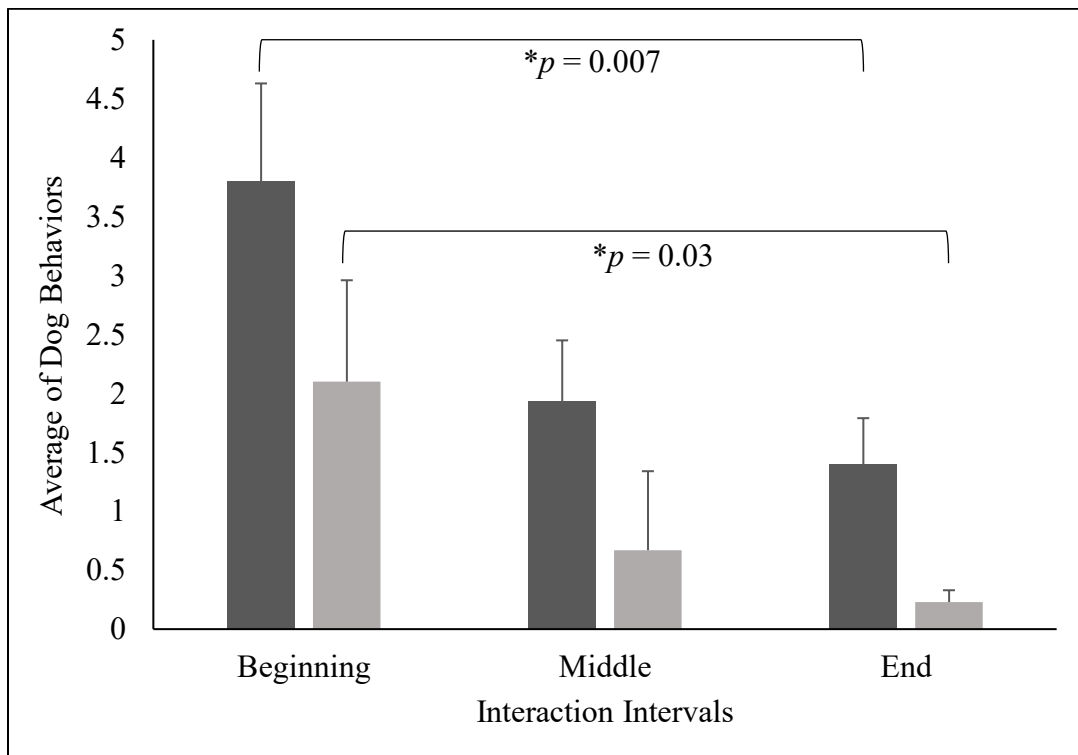 5
*p = 0.007
4.5
4
3.5
*p = 0.03
3
2.5
2
1.5
1
0.5
0
Average of Dog Behaviors
Beginning Middle End
Interaction Intervals